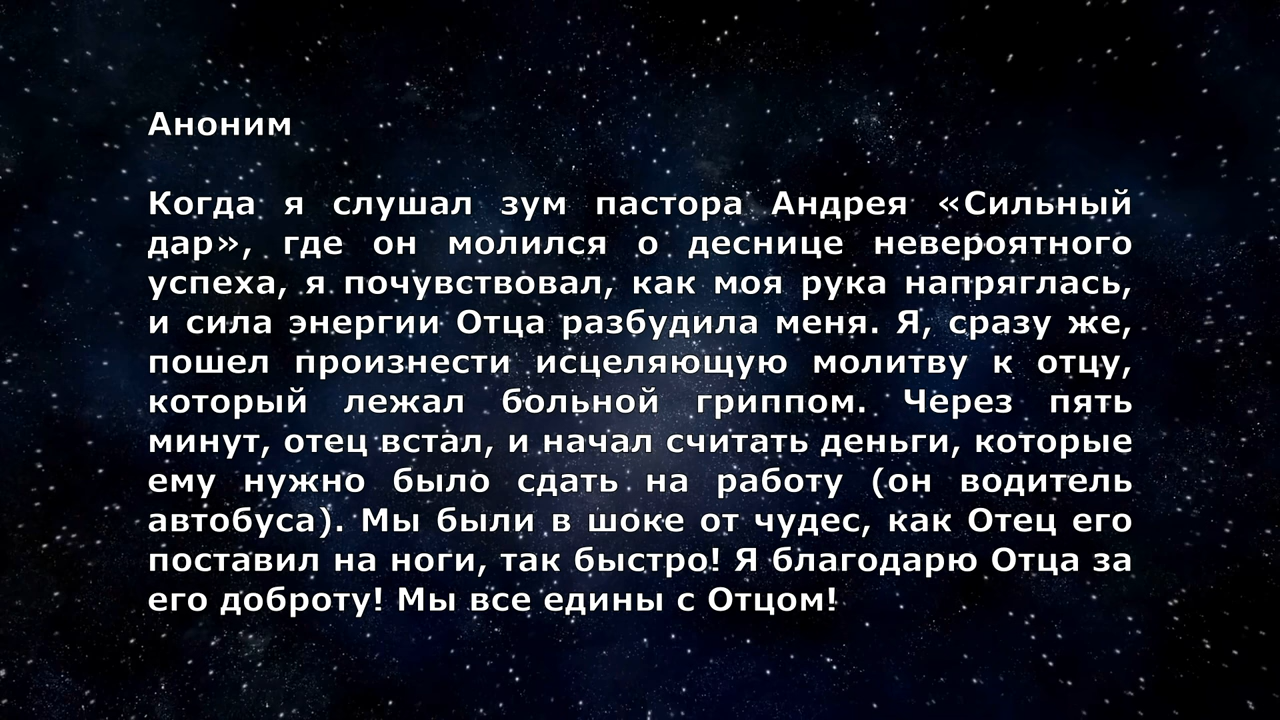 Аноним
Когда я слушал зум пастора Андрея «Сильный
дар», где он молился о деснице невероятного
успеха, я почувствовал, как моя рука напряглась,
и сила энергии Отца разбудила меня. Я, сразу же,
пошел произнести исцеляющую молитву к отцу,
который лежал больной гриппом. Через пять
минут, отец встал, и начал считать деньги, которые
ему нужно было сдать на работу (он водитель
автобуса). Мы были в шоке от чудес, как Отец его
поставил на ноги, так быстро! Я благодарю Отца за
его доброту! Мы все едины с Отцом!